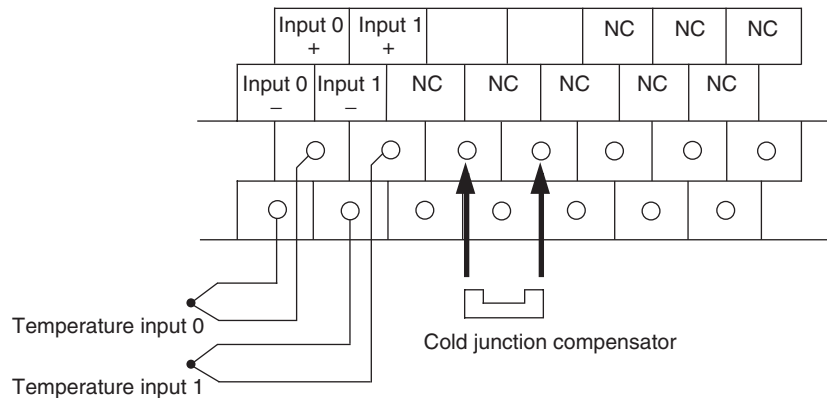 Input 0 Input 1 NC NC NC
+ +
Input 0 Input 1 NC NC NC NC NC
− −
Temperature input 0
Cold junction compensator
Temperature input 1